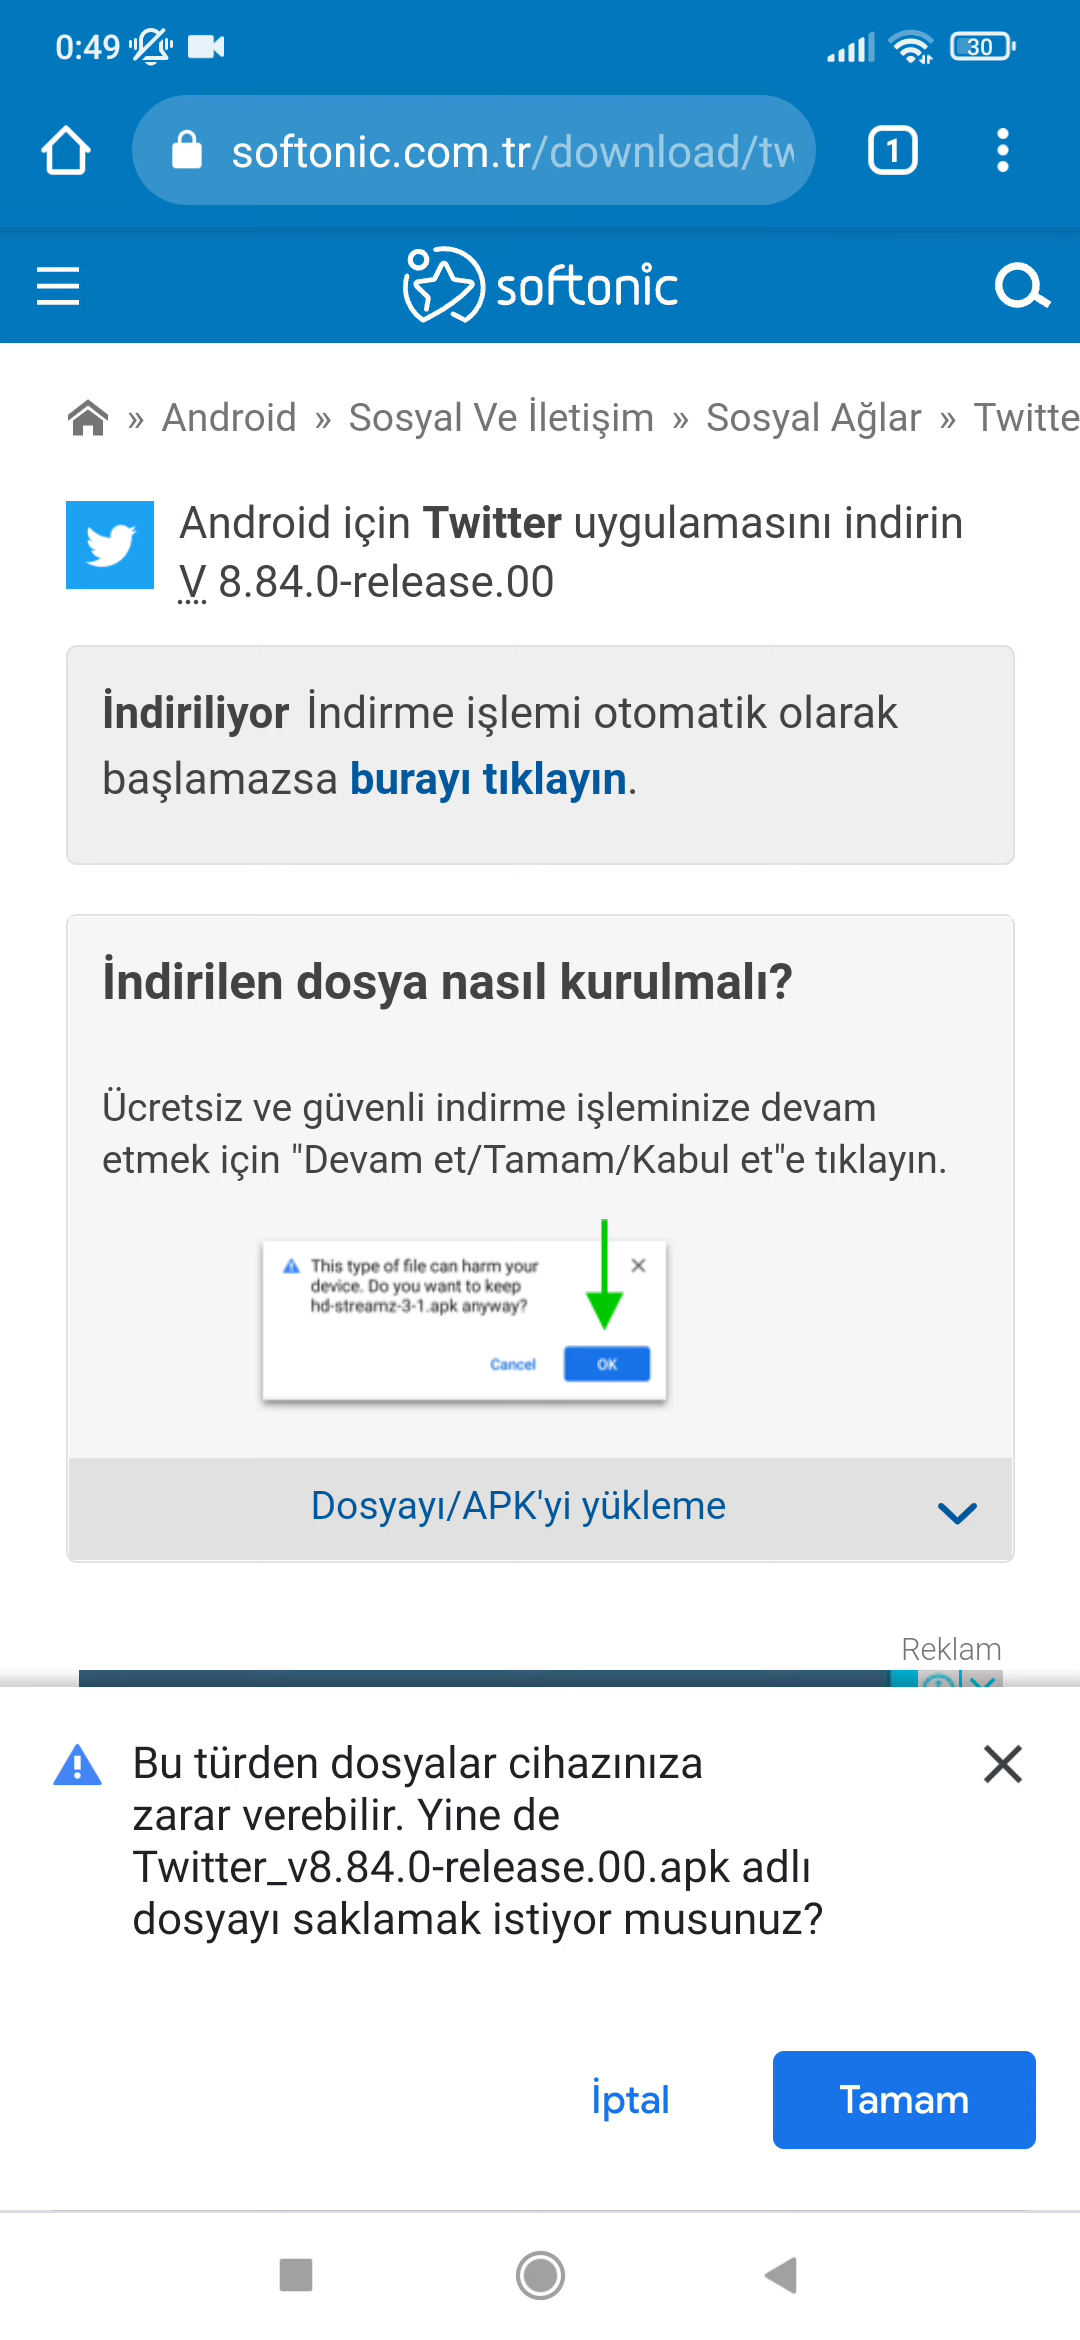 0:49
30
softonic.com.tr/download/tw
1
softonic
» Android » Sosyal Ve İletişim » Sosyal Ağlar » Twitte
Android için Twitter uygulamasını indirin
V 8.84.0-release.00
İndiriliyor İndirme işlemi otomatik olarak
başlamazsa burayı tıklayın.
İndirilen dosya nasıl kurulmalı?
Ücretsiz ve güvenli indirme işleminize devam
etmek için "Devam et/Tamam/Kabul et"e tıklayın.
This type of file can harm your
device. Do you want to keep
hd-streamz-3-1.apk anyway?
Cancel
OK
Dosyayı/APK'yi yükleme
Reklam
Bu türden dosyalar cihazınıza
zarar verebilir. Yine de
Twitter_v8.84.0-release.00.apk adlı
dosyayı saklamak istiyor musunuz?
İptal
Tamam